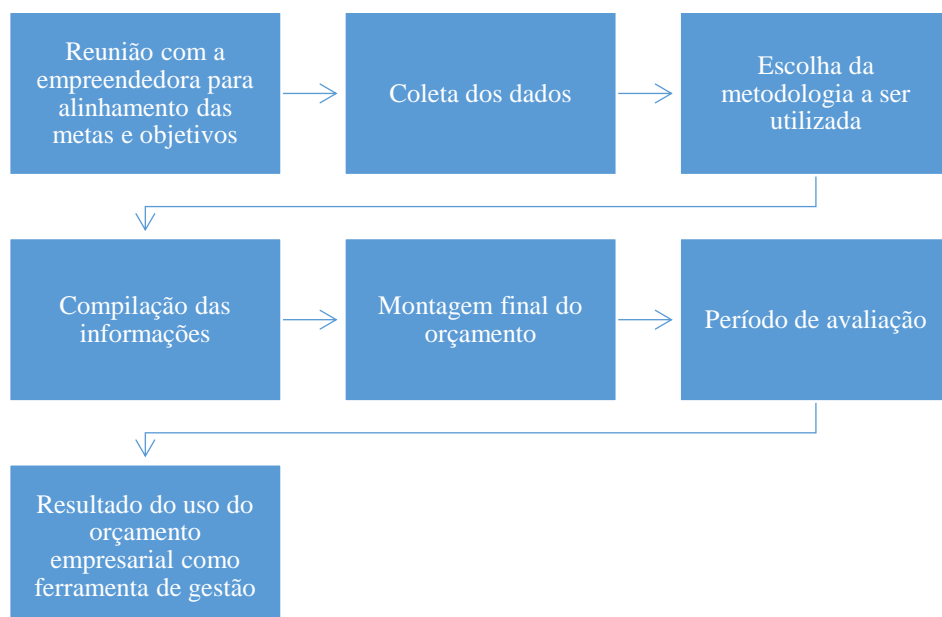 Reunião com a
empreendedora para
alinhamento das
metas e objetivos
Coleta dos dados
Escolha da
metodologia a ser
utilizada
Compilação das
informações
Montagem final do
orçamento
Período de avaliação
Resultado do uso do
orçamento
empresarial como
ferramenta de gestão